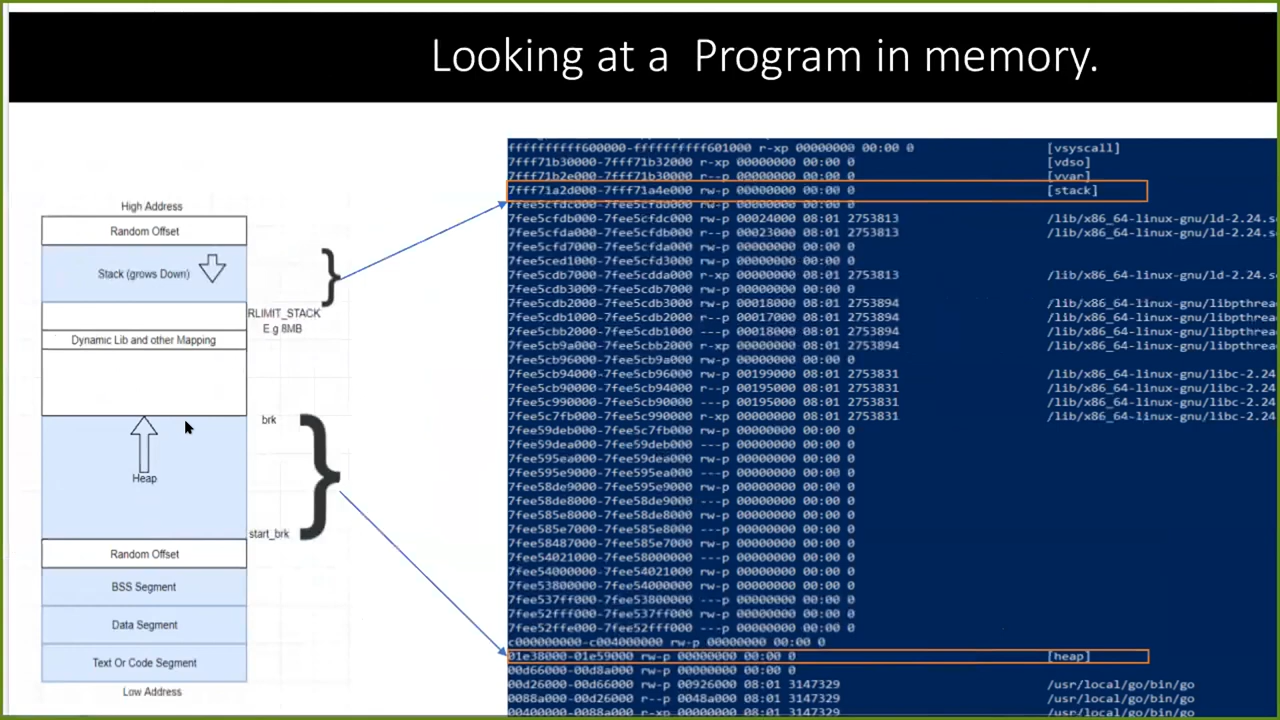 Looking at a Program in memory.
High Address
Random Offset
Stack (grows Down)
RLIMIT_STACK
E g 8MB
Dynamic Lib and other Mapping
brk
Heap
start_brk
Random Offset
BSS Segment
Data Segment
Text Or Code Segment
Low Address
ffffffffff600000-ffffffffff601000 r-xp 00000000 00:00 0 [vsyscall]
7fff71b30000-7fff71b32000 r-xp 00000000 00:00 0 [vdso]
7fff71b2e000-7fff71b30000 r--p 00000000 00:00 0 [vvar]
7fff71a2d000-7fff71a4e000 rw-p 00000000 00:00 0 [stack]
7fee5cfdc000-7fee5cfdd000 rw-p 00000000 00:00 0
7fee5cfdb000-7fee5cfdc000 rw-p 00024000 08:01 2753813 /lib/x86_64-linux-gnu/ld-2.24.s
7fee5cfda000-7fee5cfdb000 r--p 00023000 08:01 2753813 /lib/x86_64-linux-gnu/ld-2.24.s
7fee5cfd7000-7fee5cfda000 rw-p 00000000 00:00 0
7fee5ced1000-7fee5cfd3000 rw-p 00000000 00:00 0
7fee5cdb7000-7fee5cdda000 r-xp 00000000 08:01 2753813 /lib/x86_64-linux-gnu/ld-2.24.s
7fee5cdb3000-7fee5cdb7000 rw-p 00000000 00:00 0
7fee5cdb2000-7fee5cdb3000 rw-p 00018000 08:01 2753894 /lib/x86_64-linux-gnu/libpthrea
7fee5cdb1000-7fee5cdb2000 r--p 00017000 08:01 2753894 /lib/x86_64-linux-gnu/libpthrea
7fee5cbb2000-7fee5cdb1000 ---p 00018000 08:01 2753894 /lib/x86_64-linux-gnu/libpthrea
7fee5cb9a000-7fee5cbb2000 r-xp 00000000 08:01 2753894 /lib/x86_64-linux-gnu/libpthrea
7fee5cb96000-7fee5cb9a000 rw-p 00000000 00:00 0
7fee5cb94000-7fee5cb96000 rw-p 00199000 08:01 2753831 /lib/x86_64-linux-gnu/libc-2.24
7fee5cb90000-7fee5cb94000 r--p 00195000 08:01 2753831 /lib/x86_64-linux-gnu/libc-2.24
7fee5c990000-7fee5cb90000 ---p 00195000 08:01 2753831 /lib/x86_64-linux-gnu/libc-2.24
7fee5c7fb000-7fee5c990000 r-xp 00000000 08:01 2753831 /lib/x86_64-linux-gnu/libc-2.24
7fee59deb000-7fee5c7fb000 rw-p 00000000 00:00 0
7fee59dea000-7fee59deb000 ---p 00000000 00:00 0
7fee595ea000-7fee59dea000 rw-p 00000000 00:00 0
7fee595e9000-7fee595ea000 ---p 00000000 00:00 0
7fee58de9000-7fee595e9000 rw-p 00000000 00:00 0
7fee58de8000-7fee58de9000 ---p 00000000 00:00 0
7fee585e8000-7fee58de8000 rw-p 00000000 00:00 0
7fee585e7000-7fee585e8000 ---p 00000000 00:00 0
7fee58487000-7fee585e7000 rw-p 00000000 00:00 0
7fee54021000-7fee58000000 ---p 00000000 00:00 0
7fee54000000-7fee54021000 rw-p 00000000 00:00 0
7fee53800000-7fee54000000 rw-p 00000000 00:00 0
7fee537ff000-7fee53800000 ---p 00000000 00:00 0
7fee52fff000-7fee537ff000 rw-p 00000000 00:00 0
7fee52ffe000-7fee52fff000 ---p 00000000 00:00 0
c000000000-c004000000 rw-p 00000000 00:00 0
01e38000-01e59000 rw-p 00000000 00:00 0 [heap]
00d66000-00d8a000 rw-p 00000000 00:00 0
00d26000-00d66000 rw-p 00926000 08:01 3147329 /usr/local/go/bin/go
0088a000-00d26000 r--p 0048a000 08:01 3147329 /usr/local/go/bin/go
00400000-0088a000 r-xp 00000000 08:01 3147329 /usr/local/go/bin/go